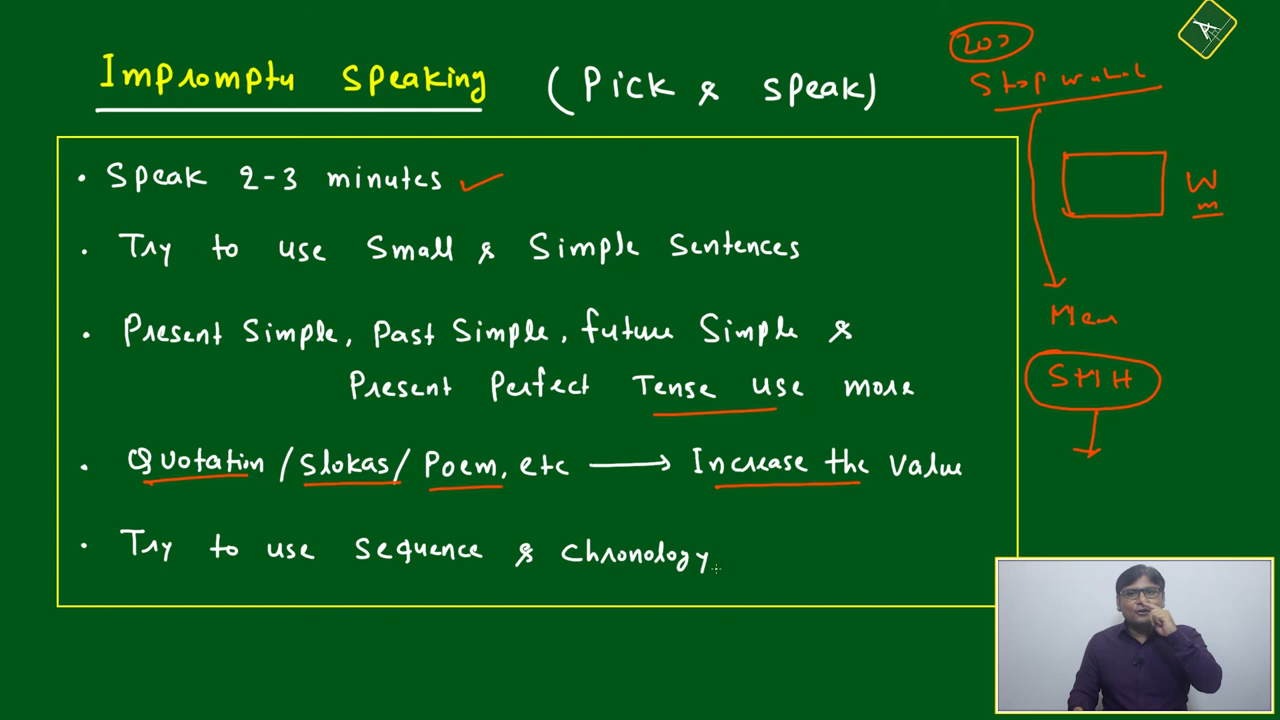 Impromptu Speaking (Pick & Speak)
• Speak 2-3 minutes
• Try to use Small & Simple Sentences
• Present Simple, Past Simple, future Simple &
Present Perfect Tense use more
• Quotation / Slokas / Poem, etc → Increase the value
• Try to use Sequence & Chronology
200
Stop
W
m
SMH
A